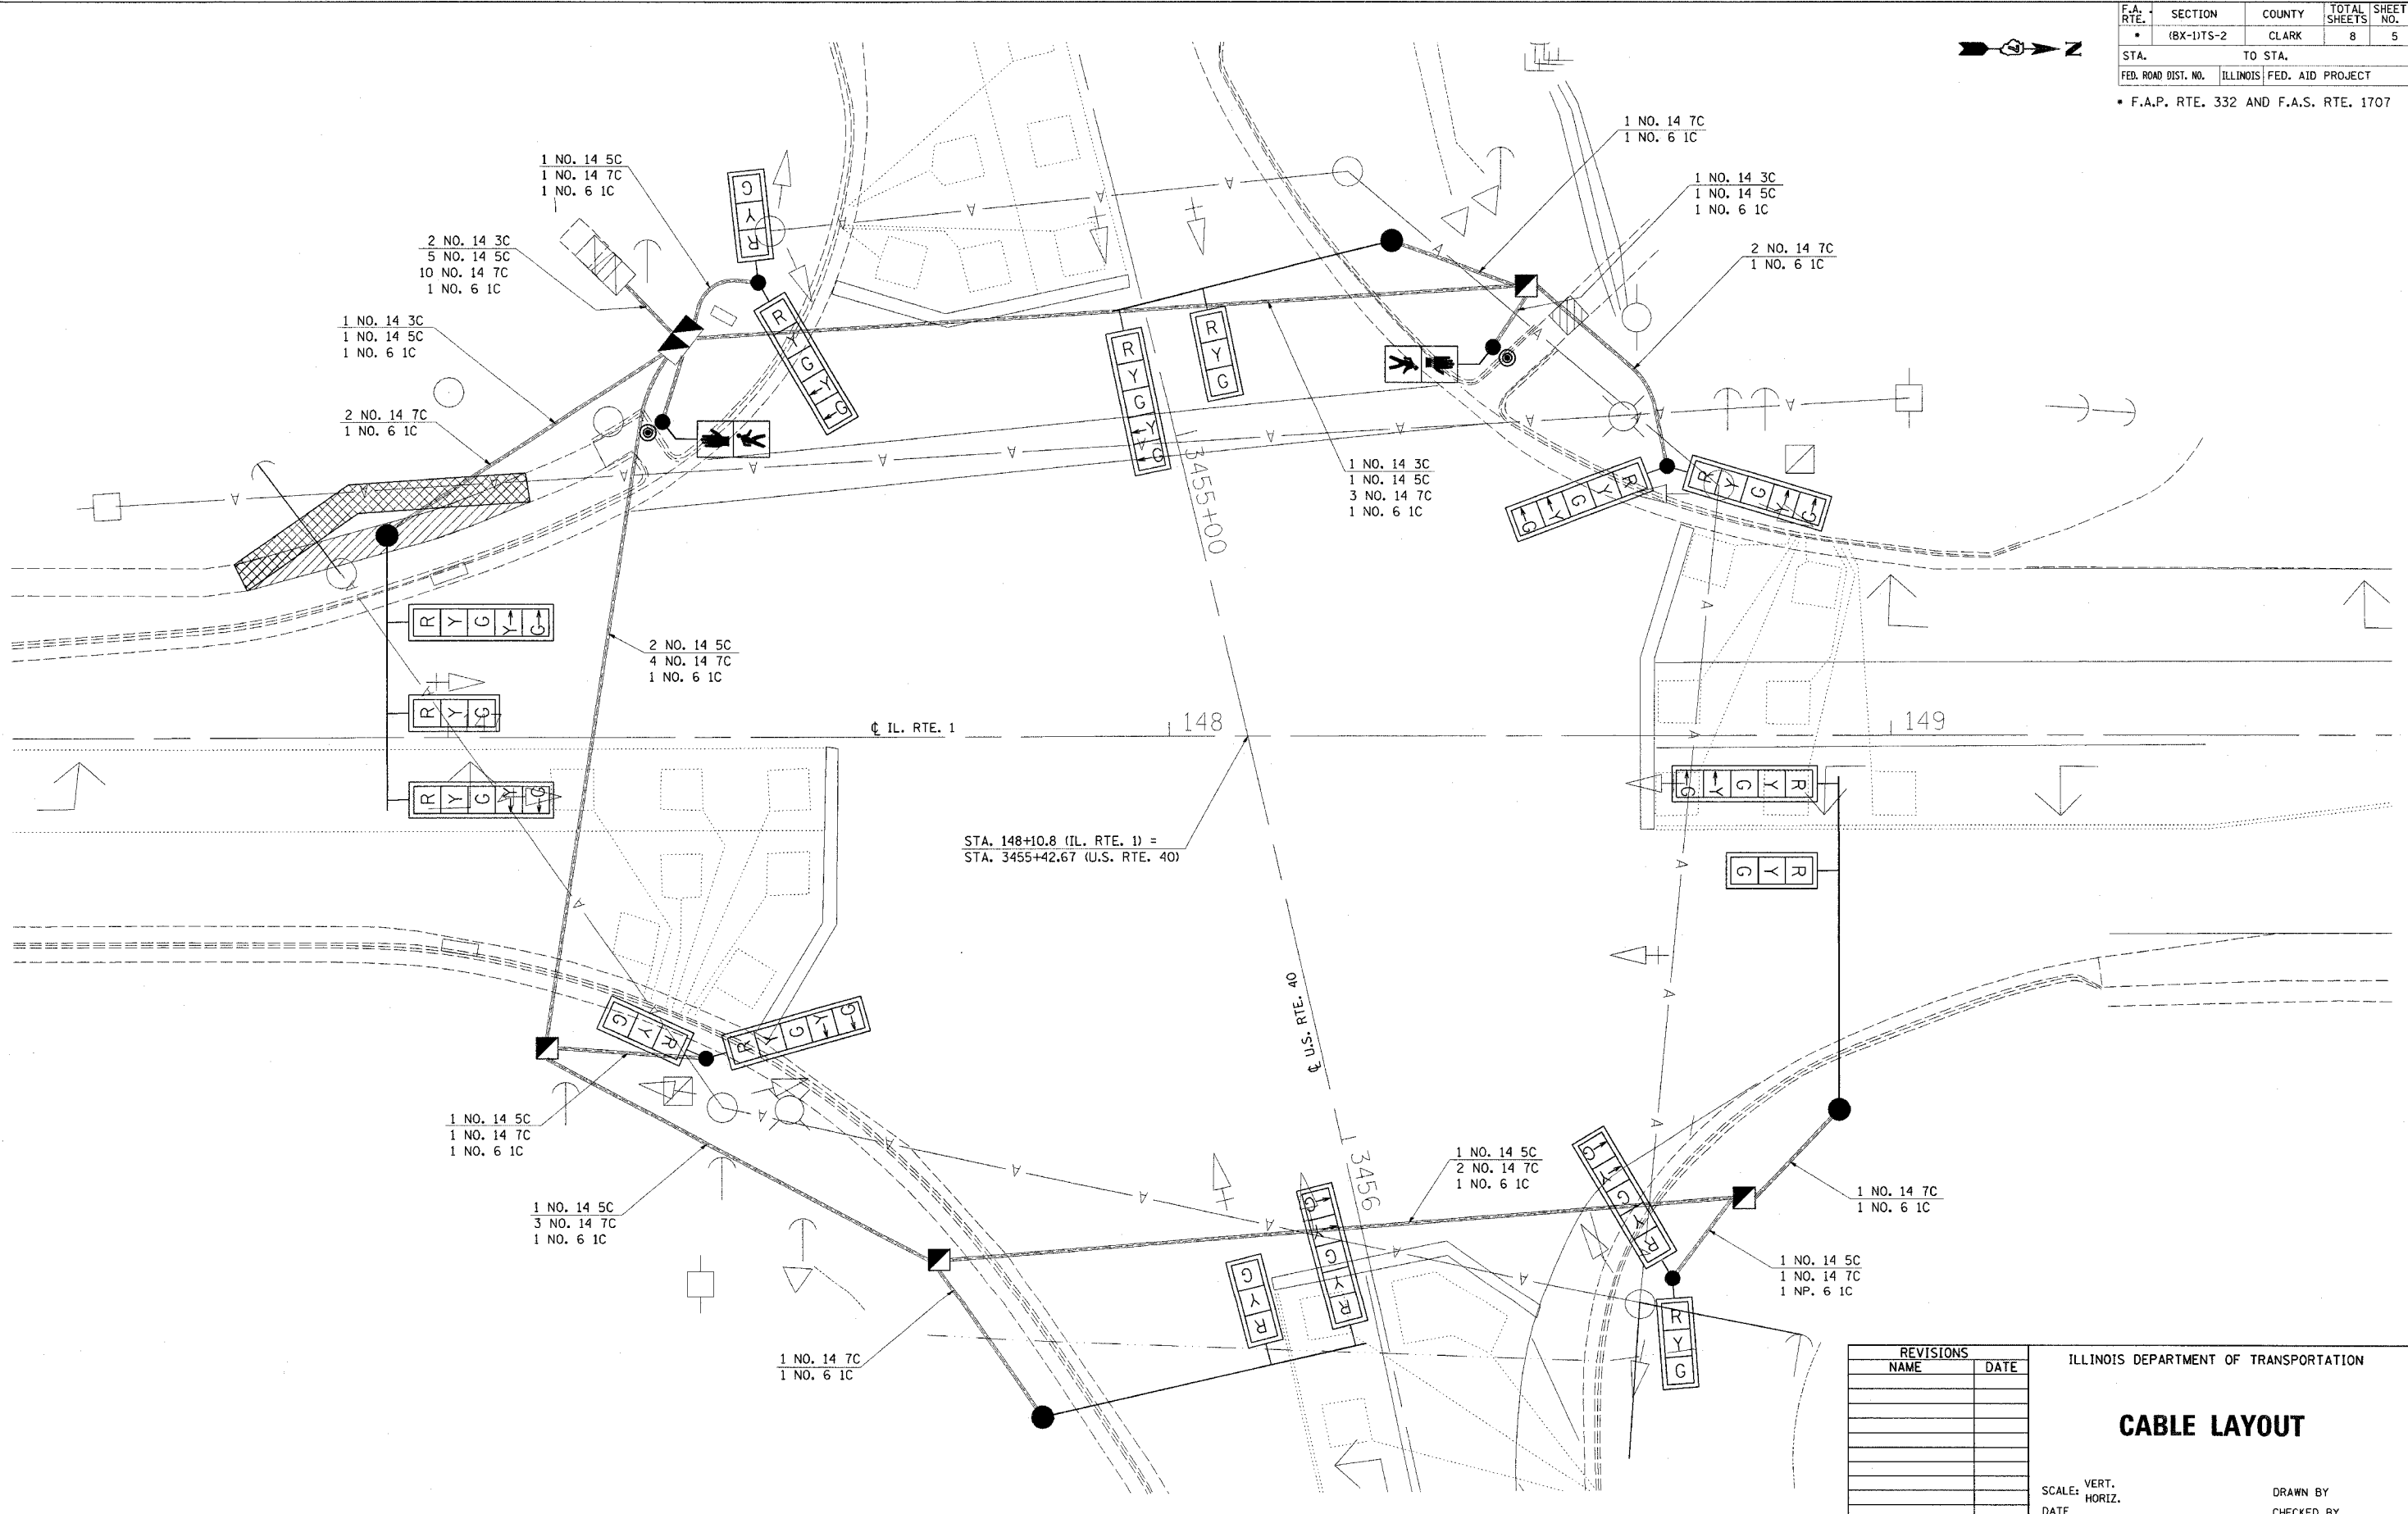 F.A. RTE. SECTION COUNTY TOTAL SHEETS SHEET NO.
* (BX-1)TS-2 CLARK 8 5
STA. TO STA.
FED. ROAD DIST. NO. ILLINOIS FED. AID PROJECT
* F.A.P. RTE. 332 AND F.A.S. RTE. 1707
Z
1 NO. 14 7C
1 NO. 6 1C
1 NO. 14 5C
1 NO. 14 7C
1 NO. 6 1C
1 NO. 14 3C
1 NO. 14 5C
1 NO. 6 1C
2 NO. 14 3C
5 NO. 14 5C
10 NO. 14 7C
1 NO. 6 1C
2 NO. 14 7C
1 NO. 6 1C
1 NO. 14 3C
1 NO. 14 5C
1 NO. 6 1C
2 NO. 14 7C
1 NO. 6 1C
R Y G
R Y G Y G
R Y G Y G
R Y G
1 NO. 14 3C
1 NO. 14 5C
3 NO. 14 7C
1 NO. 6 1C
3455+00
R Y G Y G
R Y G Y G
R Y G Y G
2 NO. 14 5C
4 NO. 14 7C
1 NO. 6 1C
R Y G
℄ IL. RTE. 1
148
149
R Y G Y G
R Y G Y G
STA. 148+10.8 (IL. RTE. 1) =
STA. 3455+42.67 (U.S. RTE. 40)
R Y G
℄ U.S. RTE. 40
R Y G
R Y G Y G
1 NO. 14 5C
1 NO. 14 7C
1 NO. 6 1C
3456
1 NO. 14 5C
2 NO. 14 7C
1 NO. 6 1C
R Y G Y G
1 NO. 14 7C
1 NO. 6 1C
1 NO. 14 5C
3 NO. 14 7C
1 NO. 6 1C
R Y G Y G
R Y G
1 NO. 14 5C
1 NO. 14 7C
1 NP. 6 1C
R Y G
1 NO. 14 7C
1 NO. 6 1C
REVISIONS
NAME DATE
ILLINOIS DEPARTMENT OF TRANSPORTATION
CABLE LAYOUT
SCALE: VERT.
HORIZ.
DRAWN BY
DATE
CHECKED BY